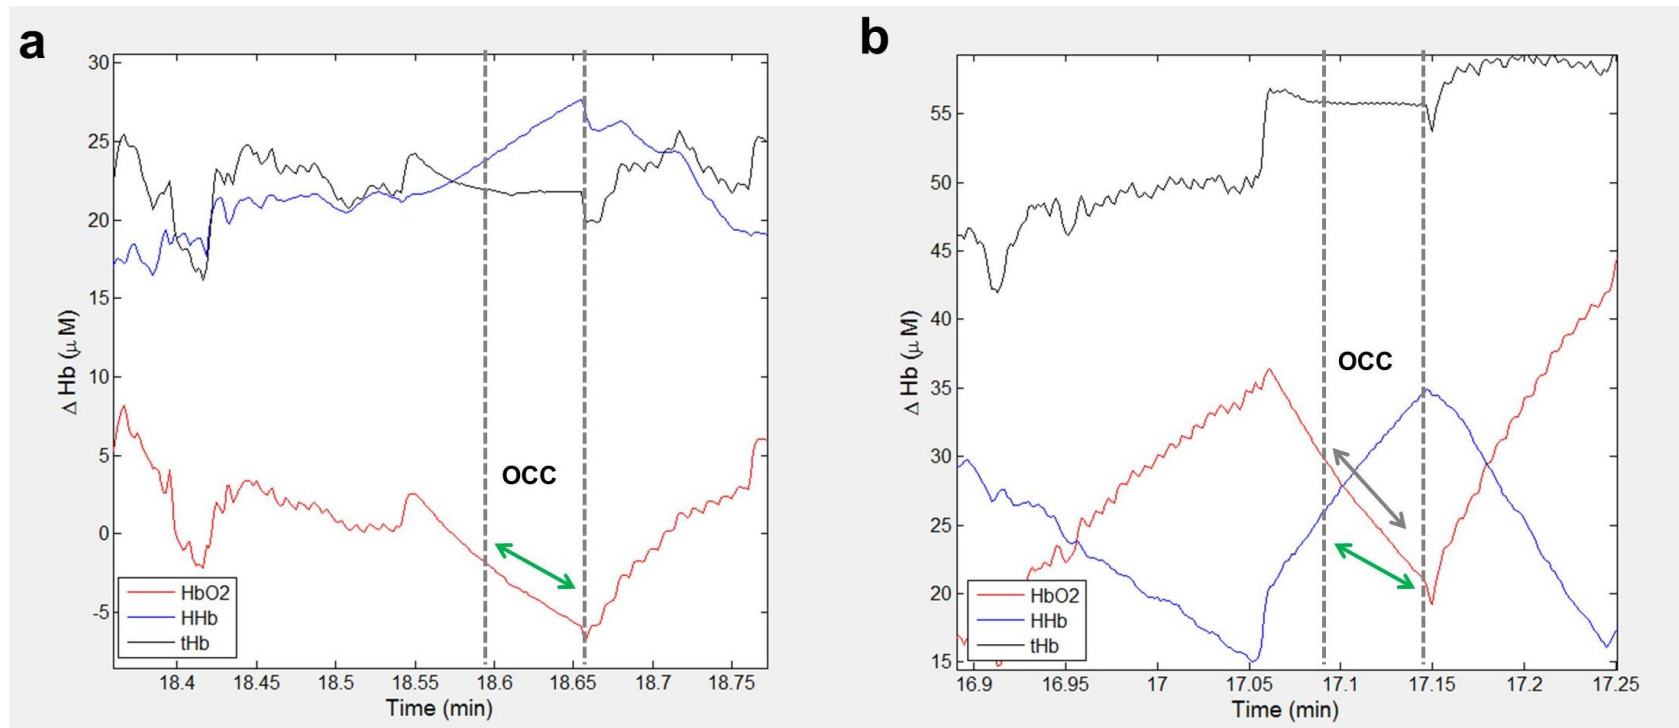 a
30
25
20
15
10
5
0
-5
Δ Hb (μ M)
OCC
HbO2
HHb
tHb
18.4 18.45 18.5 18.55 18.6 18.65 18.7 18.75
Time (min)
b
55
50
45
40
35
30
25
20
15
Δ Hb (μ M)
OCC
HbO2
HHb
tHb
16.9 16.95 17 17.05 17.1 17.15 17.2 17.25
Time (min)